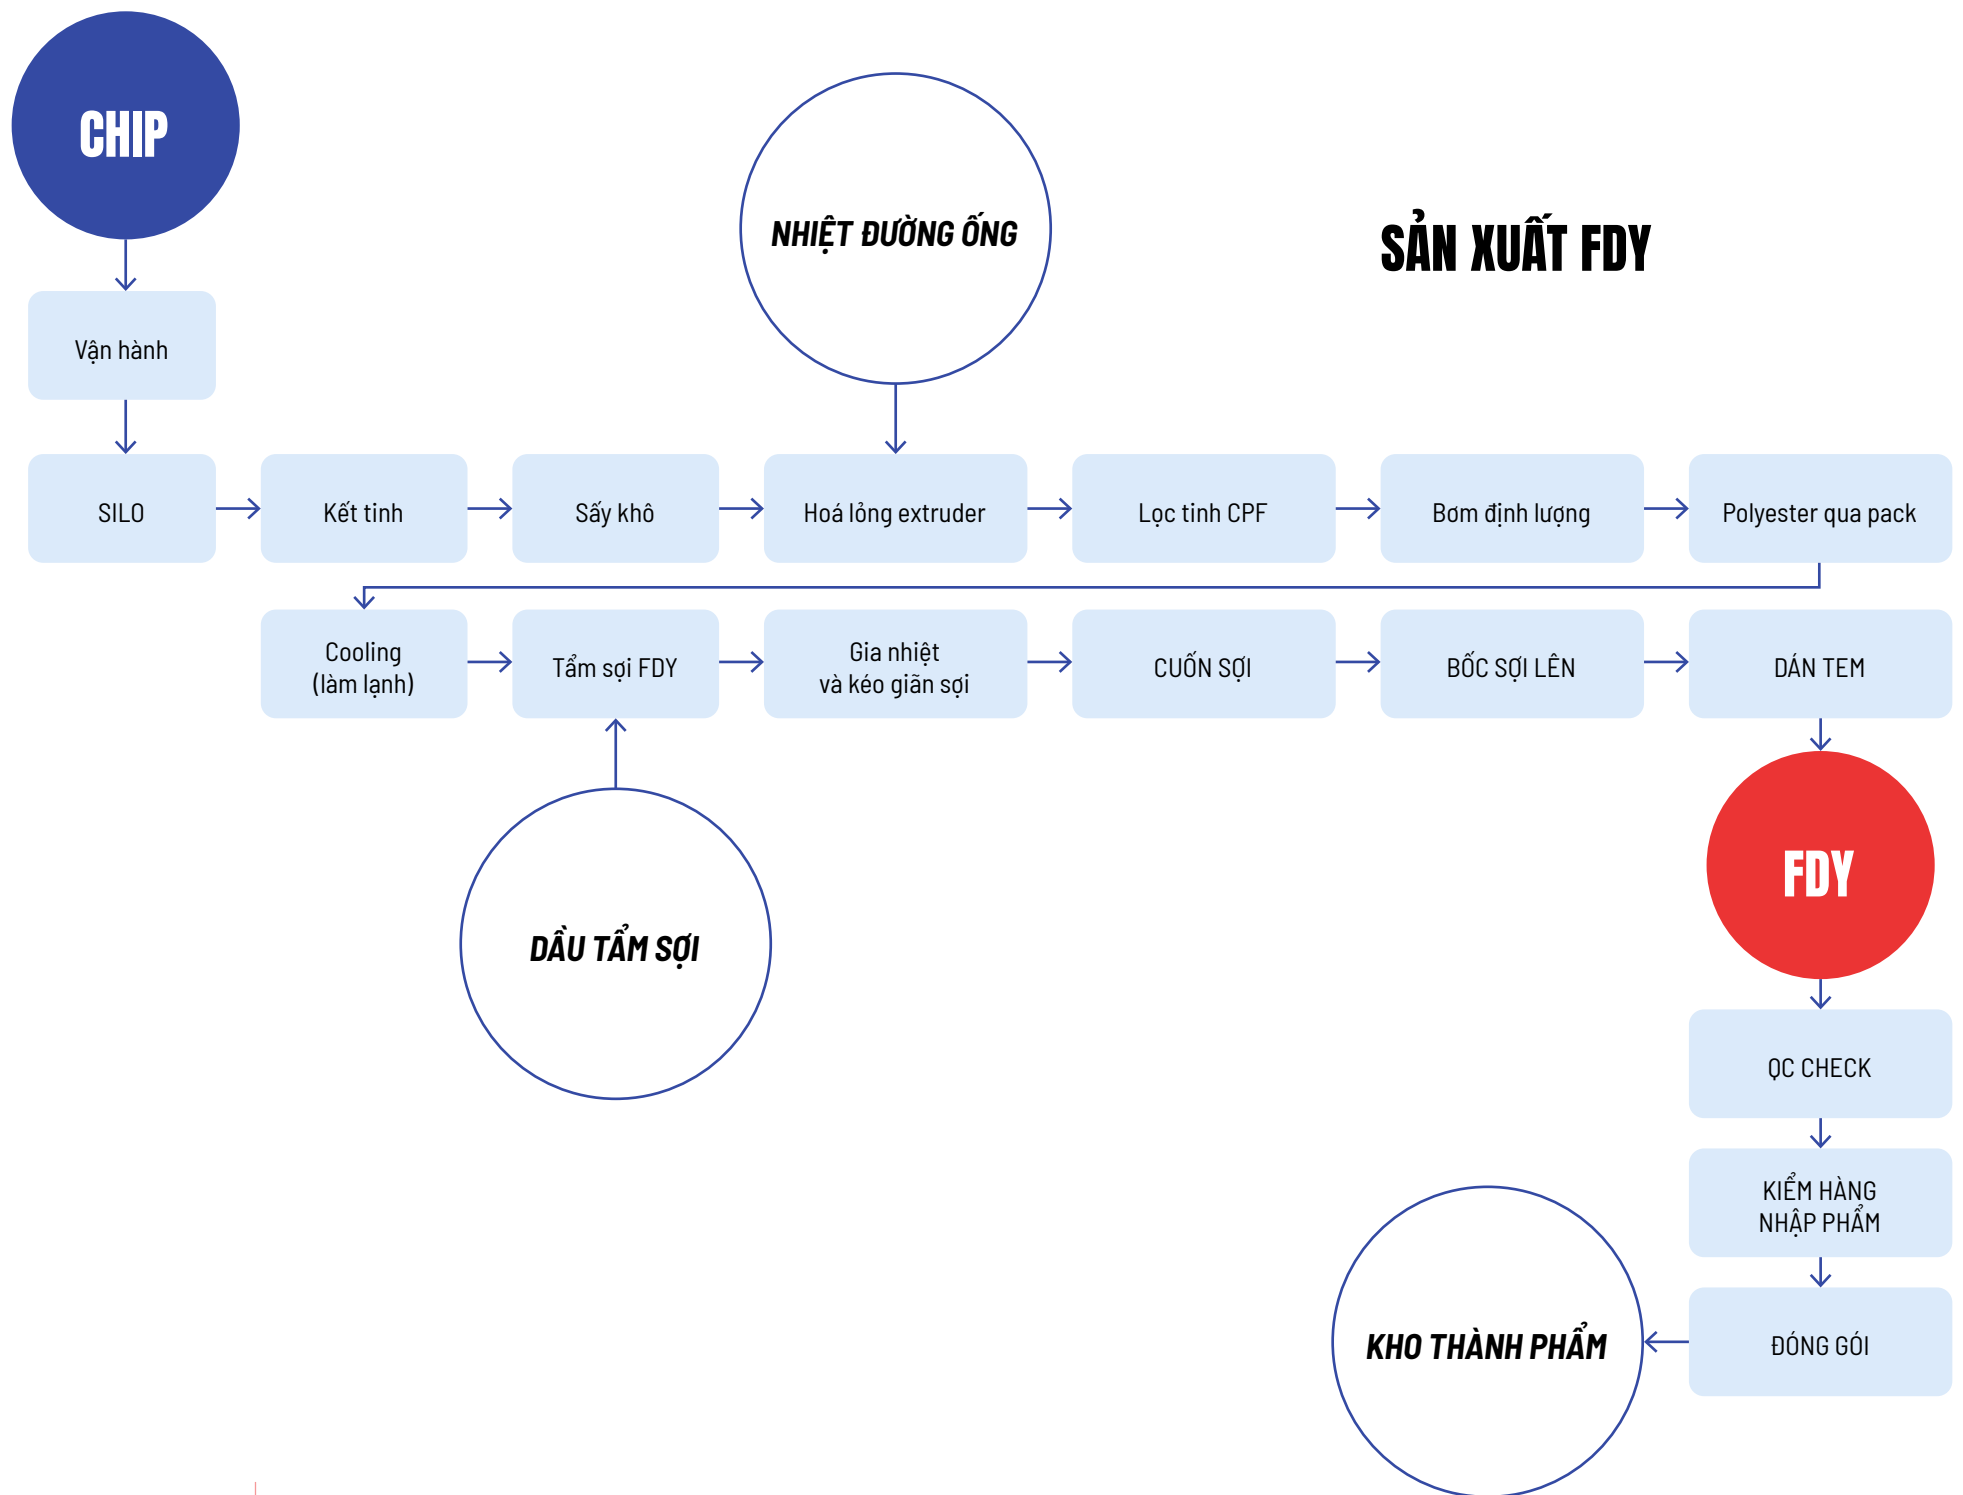 CHIP
NHIỆT ĐƯỜNG ỐNG
SẢN XUẤT FDY
Vận hành
SILO
Kết tinh
Sấy khô
Hoá lỏng extruder
Lọc tinh CPF
Bơm định lượng
Polyester qua pack
Cooling
(làm lạnh)
Tẩm sợi FDY
Gia nhiệt
và kéo giãn sợi
CUỐN SỢI
BỐC SỢI LÊN
DÁN TEM
DẦU TẨM SỢI
FDY
QC CHECK
KIỂM HÀNG
NHẬP PHẨM
KHO THÀNH PHẨM
ĐÓNG GÓI